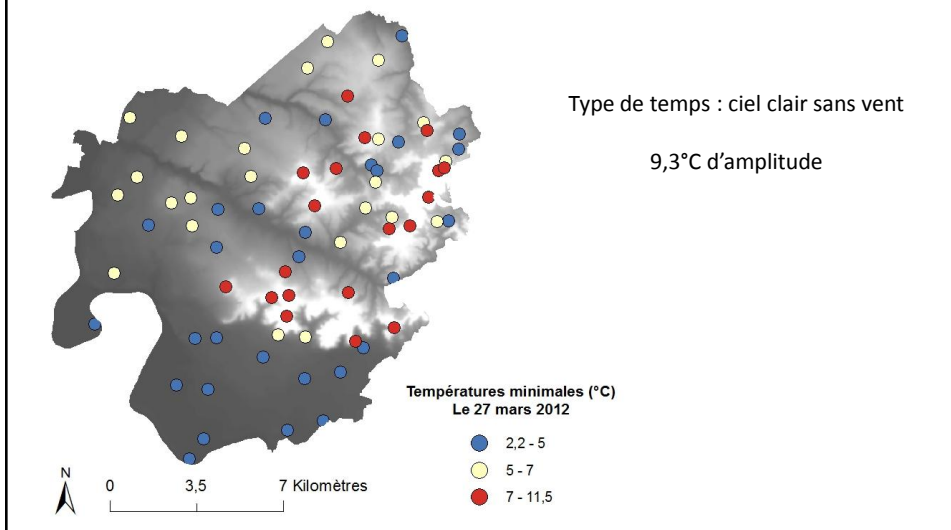 Type de temps : ciel clair sans vent
9,3°C d'amplitude
Températures minimales (°C)
Le 27 mars 2012
2,2 - 5
5 - 7
7 - 11,5
N
0 3,5 7 Kilomètres